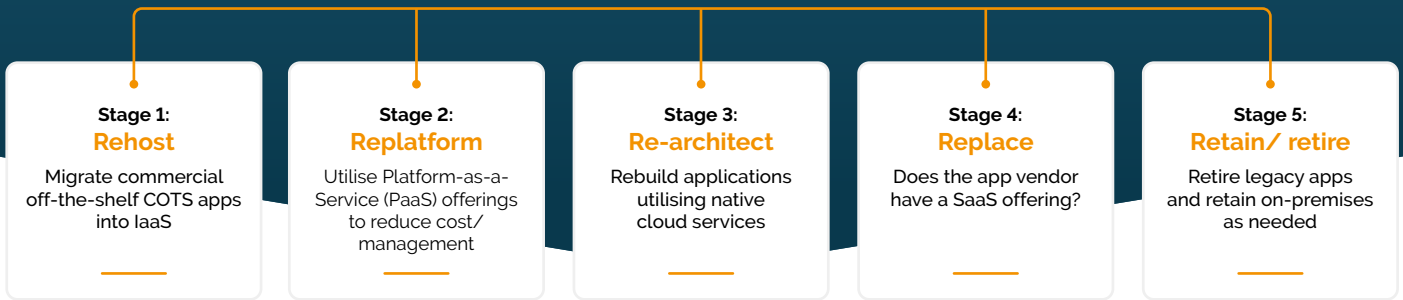 Stage 1:
Rehost
Migrate commercial
off-the-shelf COTS apps
into IaaS
Stage 2:
Replatform
Utilise Platform-as-a-
Service (PaaS) offerings
to reduce cost/
management
Stage 3:
Re-architect
Rebuild applications
utilising native
cloud services
Stage 4:
Replace
Does the app vendor
have a SaaS offering?
Stage 5:
Retain/ retire
Retire legacy apps
and retain on-premises
as needed